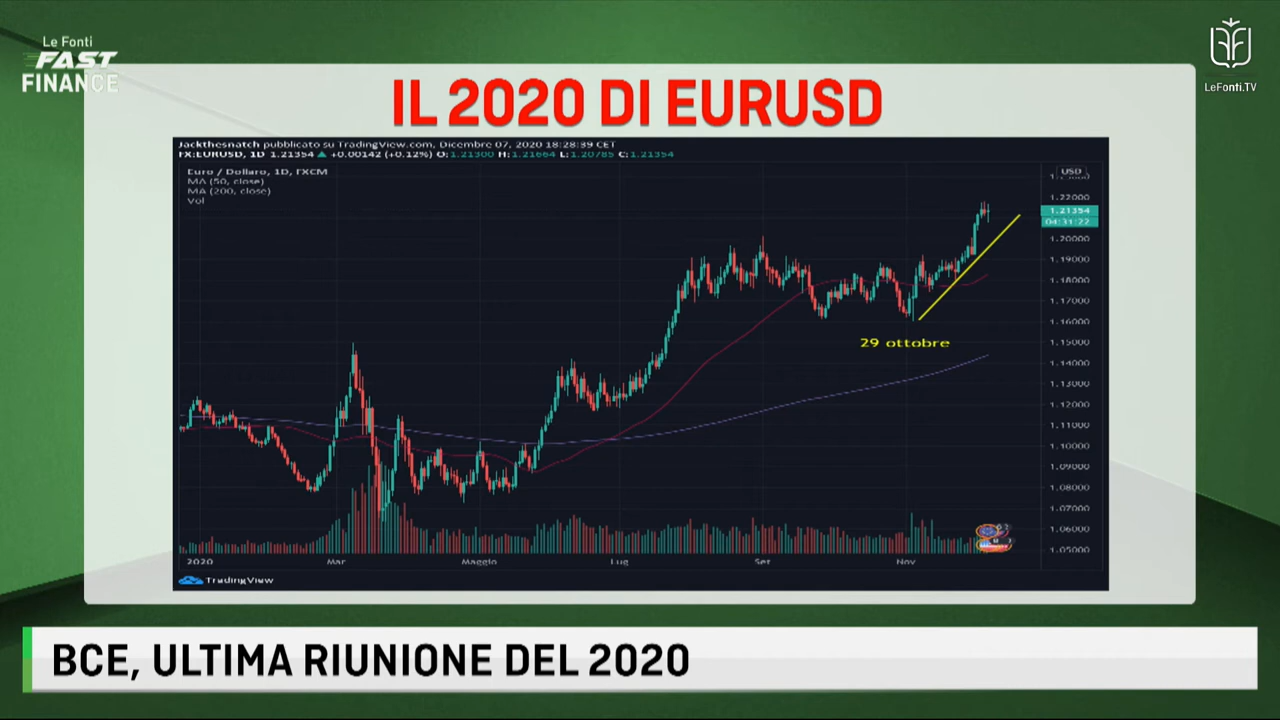 Le Fonti
FAST
FINANCE
LeFonti.TV
IL 2020 DI EURUSD
Jackthesnatch pubblicato su TradingView.com, Dicembre 07, 2020 18:28:39 CET
FX:EURUSD, 1D 1.21354 ▲ +0.00142 (+0.12%) O:1.21300 H:1.21664 L:1.20785 C:1.21354
Euro / Dollaro, 1D, FXCM
MA (50, close)
MA (200, close)
Vol
USD
1.22000
1.21354
04:31:22
1.20000
1.19000
1.18000
1.17000
1.16000
1.15000
1.14000
1.13000
1.12000
1.11000
1.10000
1.09000
1.08000
1.07000
1.06000
1.05000
29 ottobre
2020 Mar Maggio Lug Set Nov
TradingView
BCE, ULTIMA RIUNIONE DEL 2020